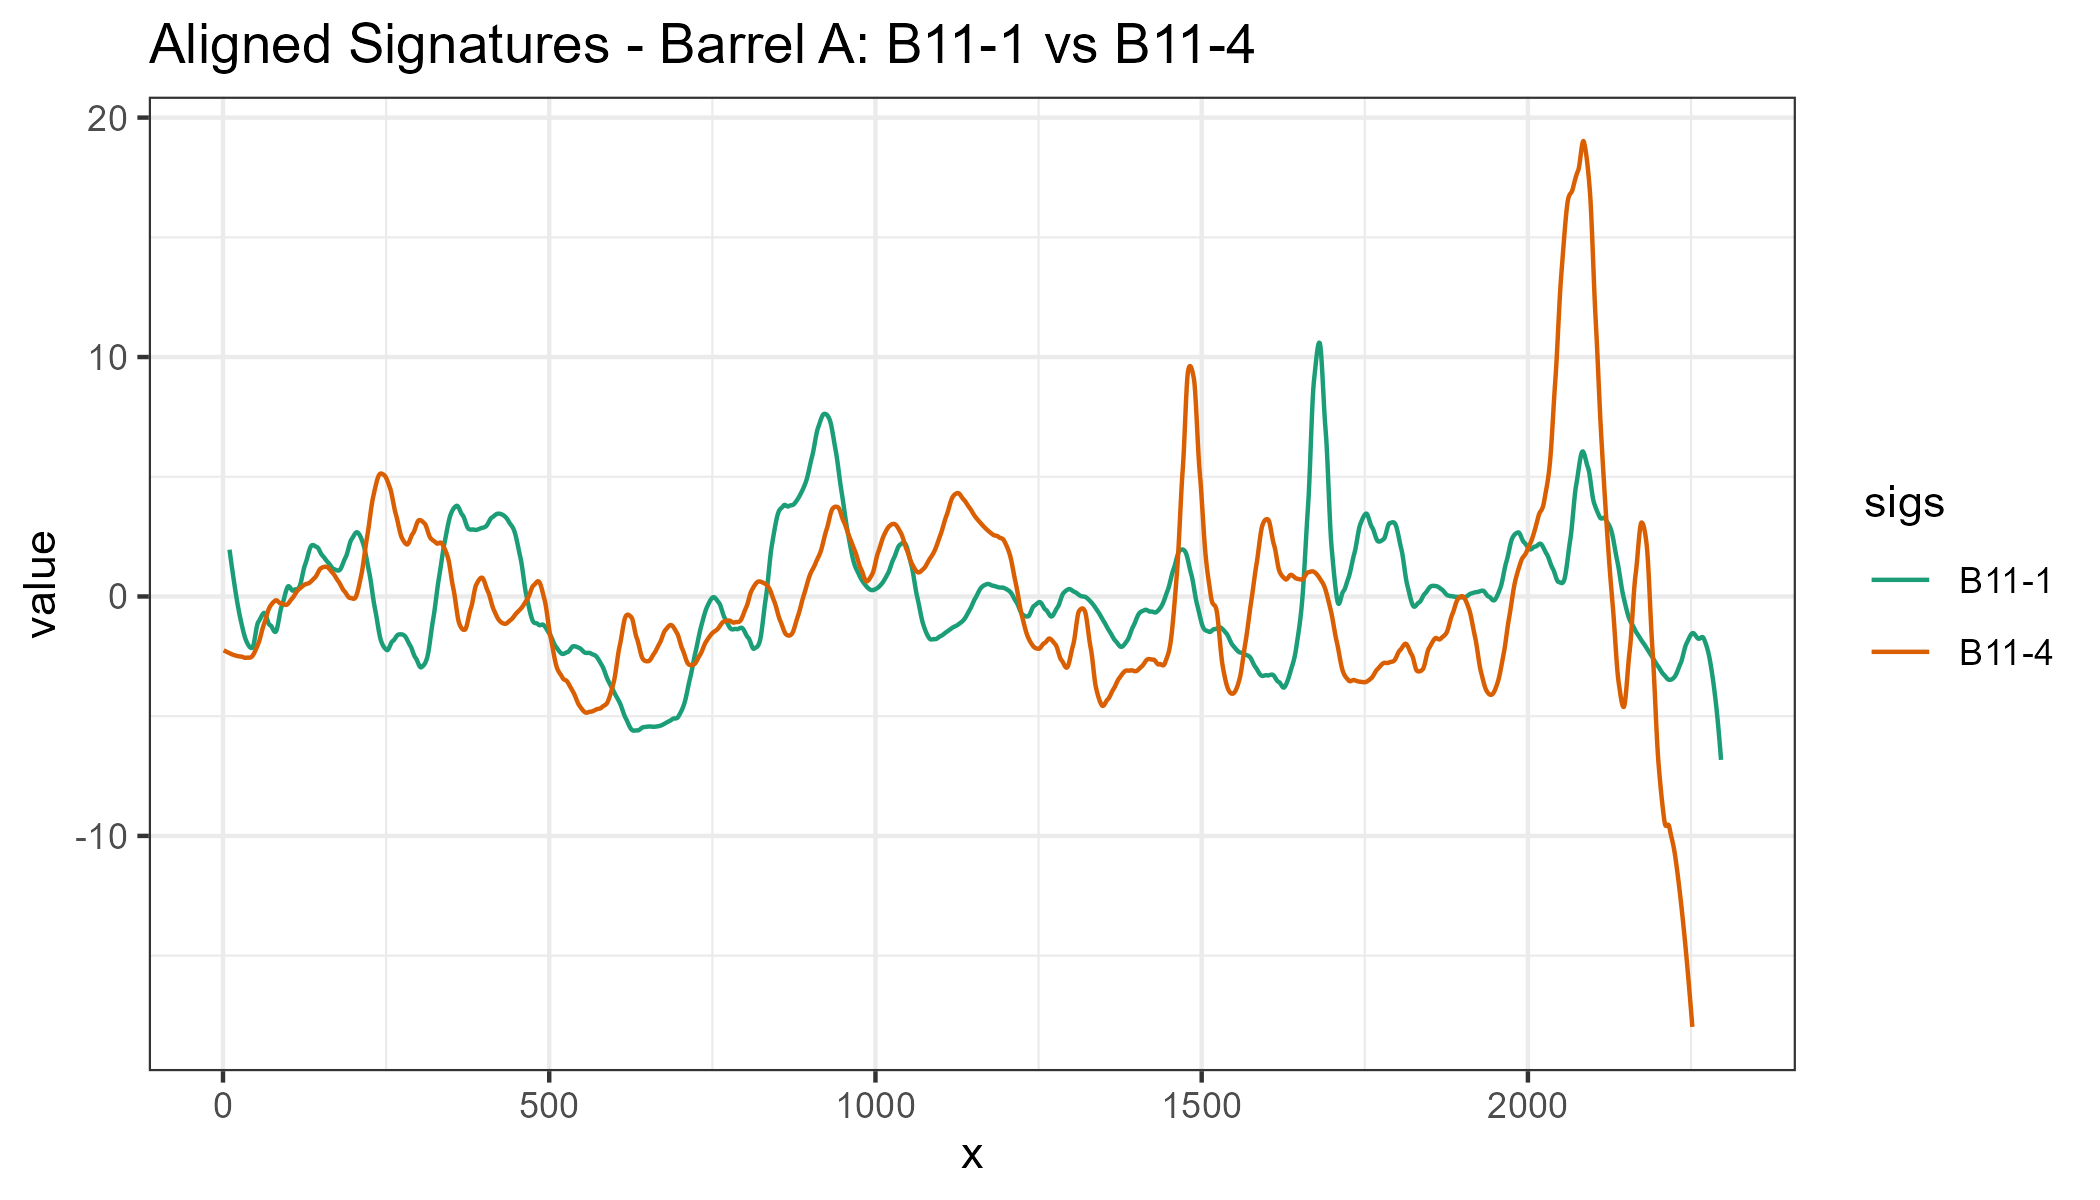 Aligned Signatures - Barrel A: B11-1 vs B11-4
20
10
0
-10
value
0 500 1000 1500 2000
x
sigs
B11-1
B11-4